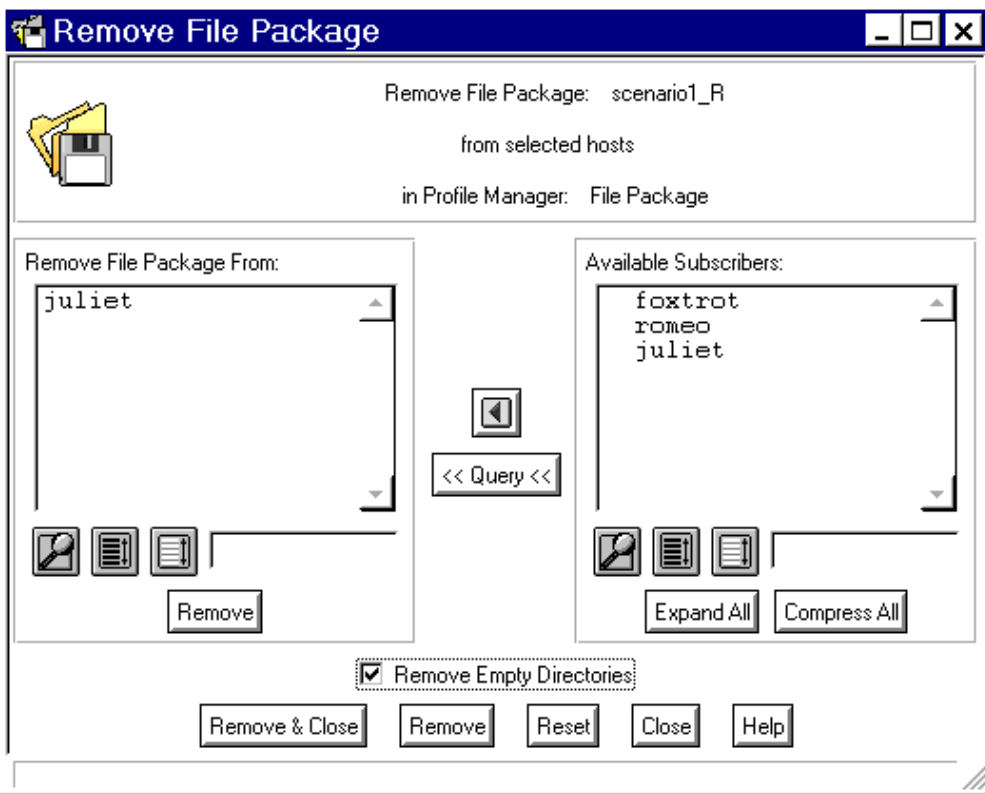 Remove File Package
Remove File Package: scenario1_R
from selected hosts
in Profile Manager: File Package
Remove File Package From:
juliet
Remove
<< Query <<
Available Subscribers:
foxtrot
romeo
juliet
Expand All Compress All
Remove Empty Directories
Remove & Close Remove Reset Close Help